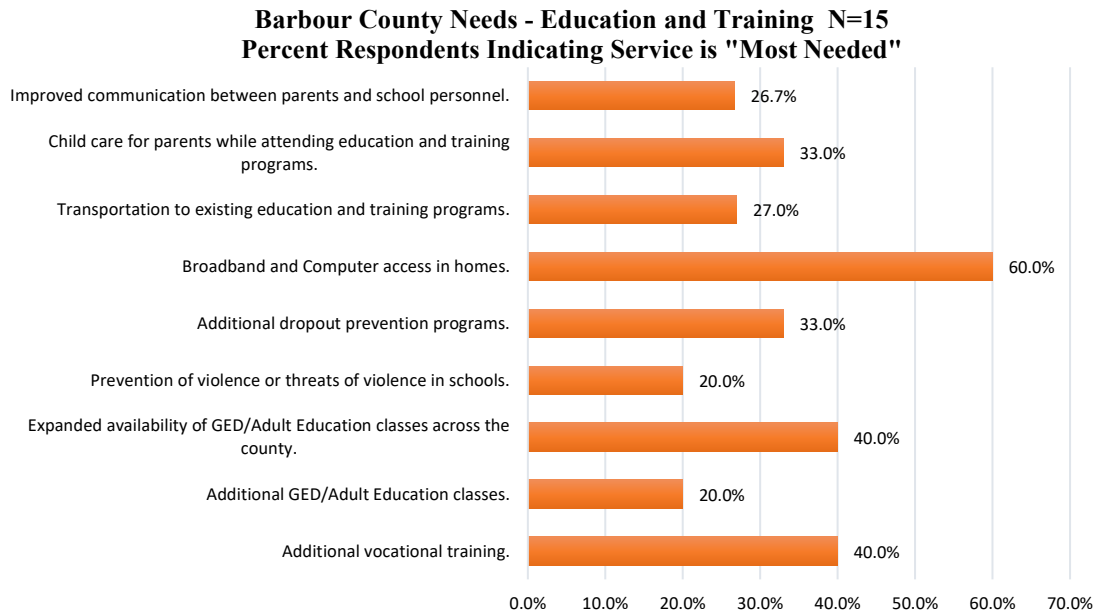 Barbour County Needs - Education and Training N=15
Percent Respondents Indicating Service is "Most Needed"
Improved communication between parents and school personnel.
26.7%
Child care for parents while attending education and training
programs.
33.0%
Transportation to existing education and training programs.
27.0%
Broadband and Computer access in homes.
60.0%
Additional dropout prevention programs.
33.0%
Prevention of violence or threats of violence in schools.
20.0%
Expanded availability of GED/Adult Education classes across the
county.
40.0%
Additional GED/Adult Education classes.
20.0%
Additional vocational training.
40.0%
0.0% 10.0% 20.0% 30.0% 40.0% 50.0% 60.0% 70.0%